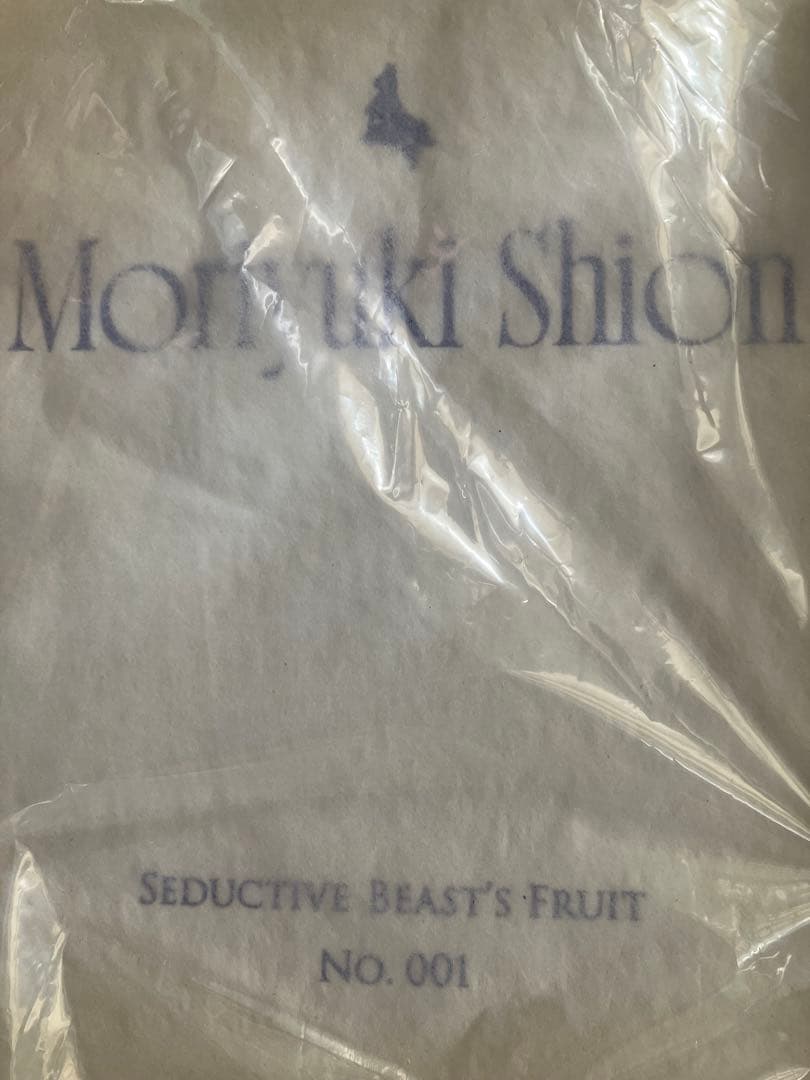 Moriyuki Shion
SEDUCTIVE BEAST'S FRUIT
NO. 001